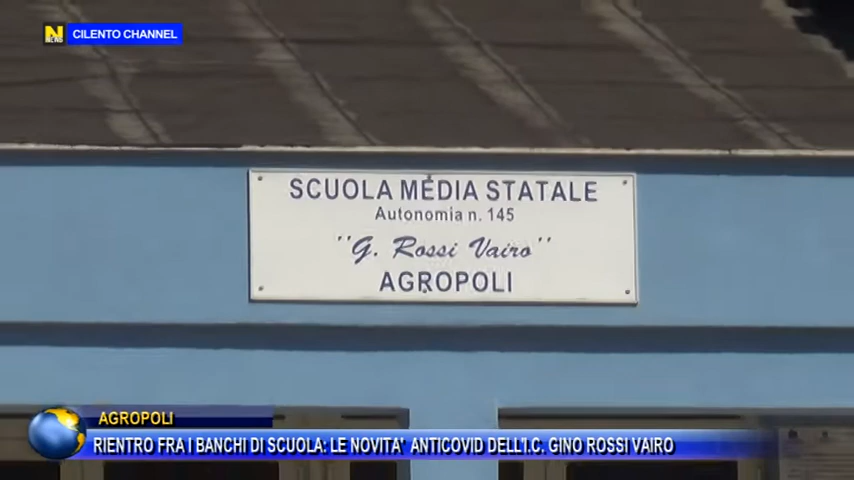 N
NEWS
CILENTO CHANNEL
SCUOLA MEDIA STATALE
Autonomia n. 145
"G. Rossi Vairo"
AGROPOLI
AGROPOLI
RIENTRO FRA I BANCHI DI SCUOLA: LE NOVITA' ANTICOVID DELL'I.C. GINO ROSSI VAIRO